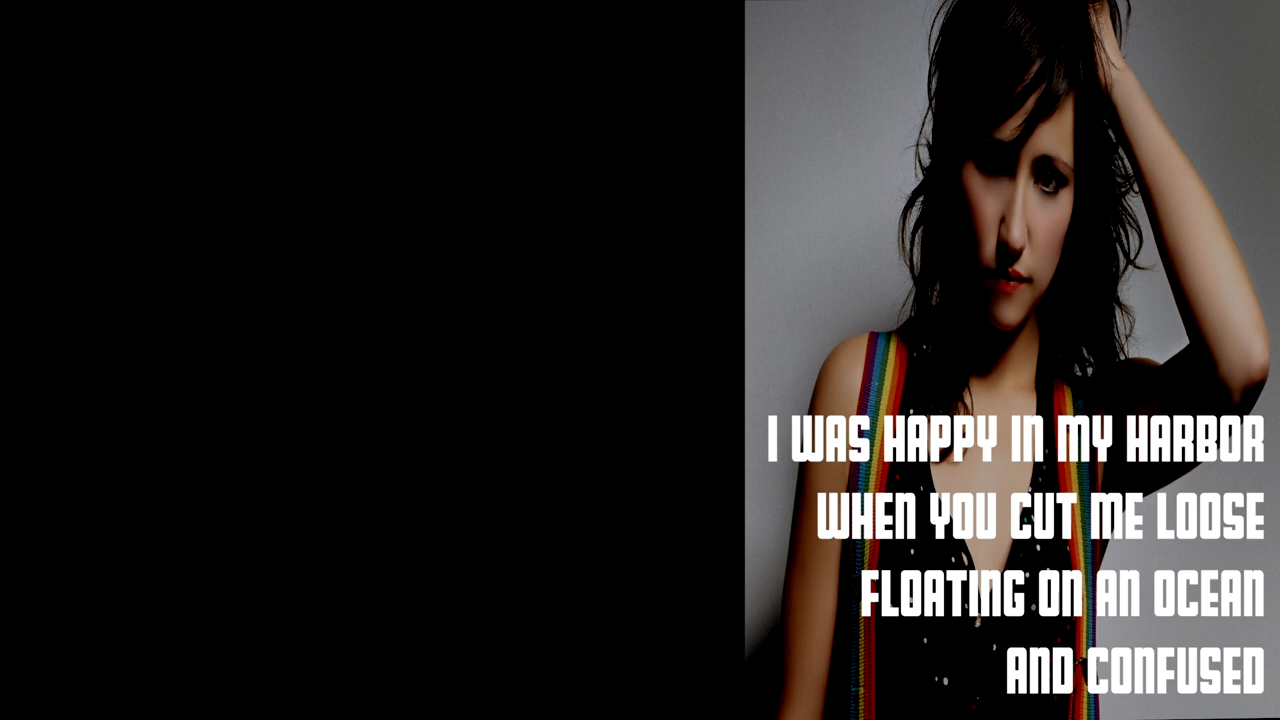 I WAS HAPPY IN MY HARBOR
WHEN YOU CUT ME LOOSE
FLOATING ON AN OCEAN
AND CONFUSED